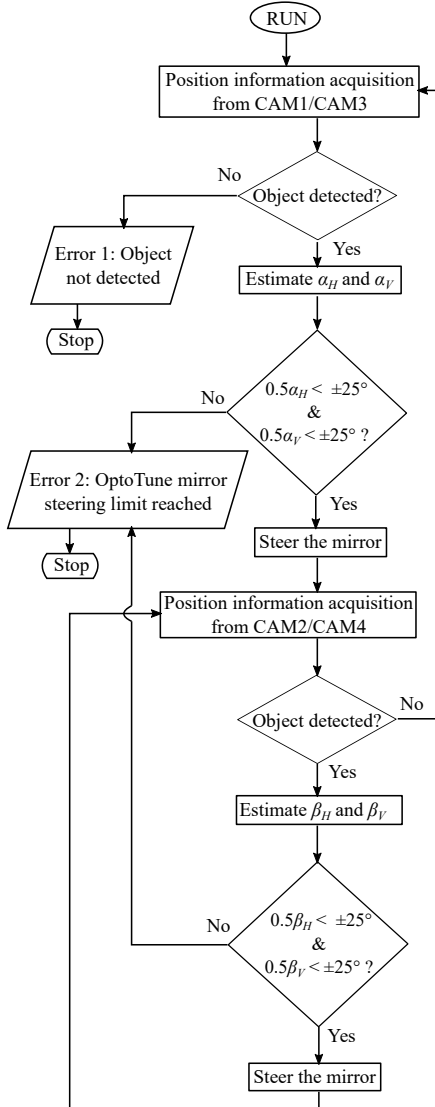 RUN
Position information acquisition
from CAM1/CAM3
No
Object detected?
Yes
Error 1: Object
not detected
Stop
Estimate α_H and α_V
No
0.5α_H < ±25°
&
0.5α_V < ±25° ?
Yes
Error 2: OptoTune mirror
steering limit reached
Stop
Steer the mirror
Position information acquisition
from CAM2/CAM4
Object detected?
No
Yes
Estimate β_H and β_V
No
0.5β_H < ±25°
&
0.5β_V < ±25° ?
Yes
Steer the mirror